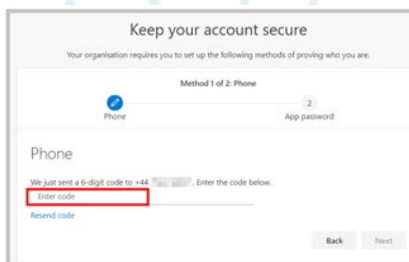 Keep your account secure
Your organisation requires you to set up the following methods of proving who you are.
Method 1 of 2: Phone
2
Phone
App password
Phone
We just sent a 6-digit code to +44 . Enter the code below.
Enter code
Resend code
Back
Next